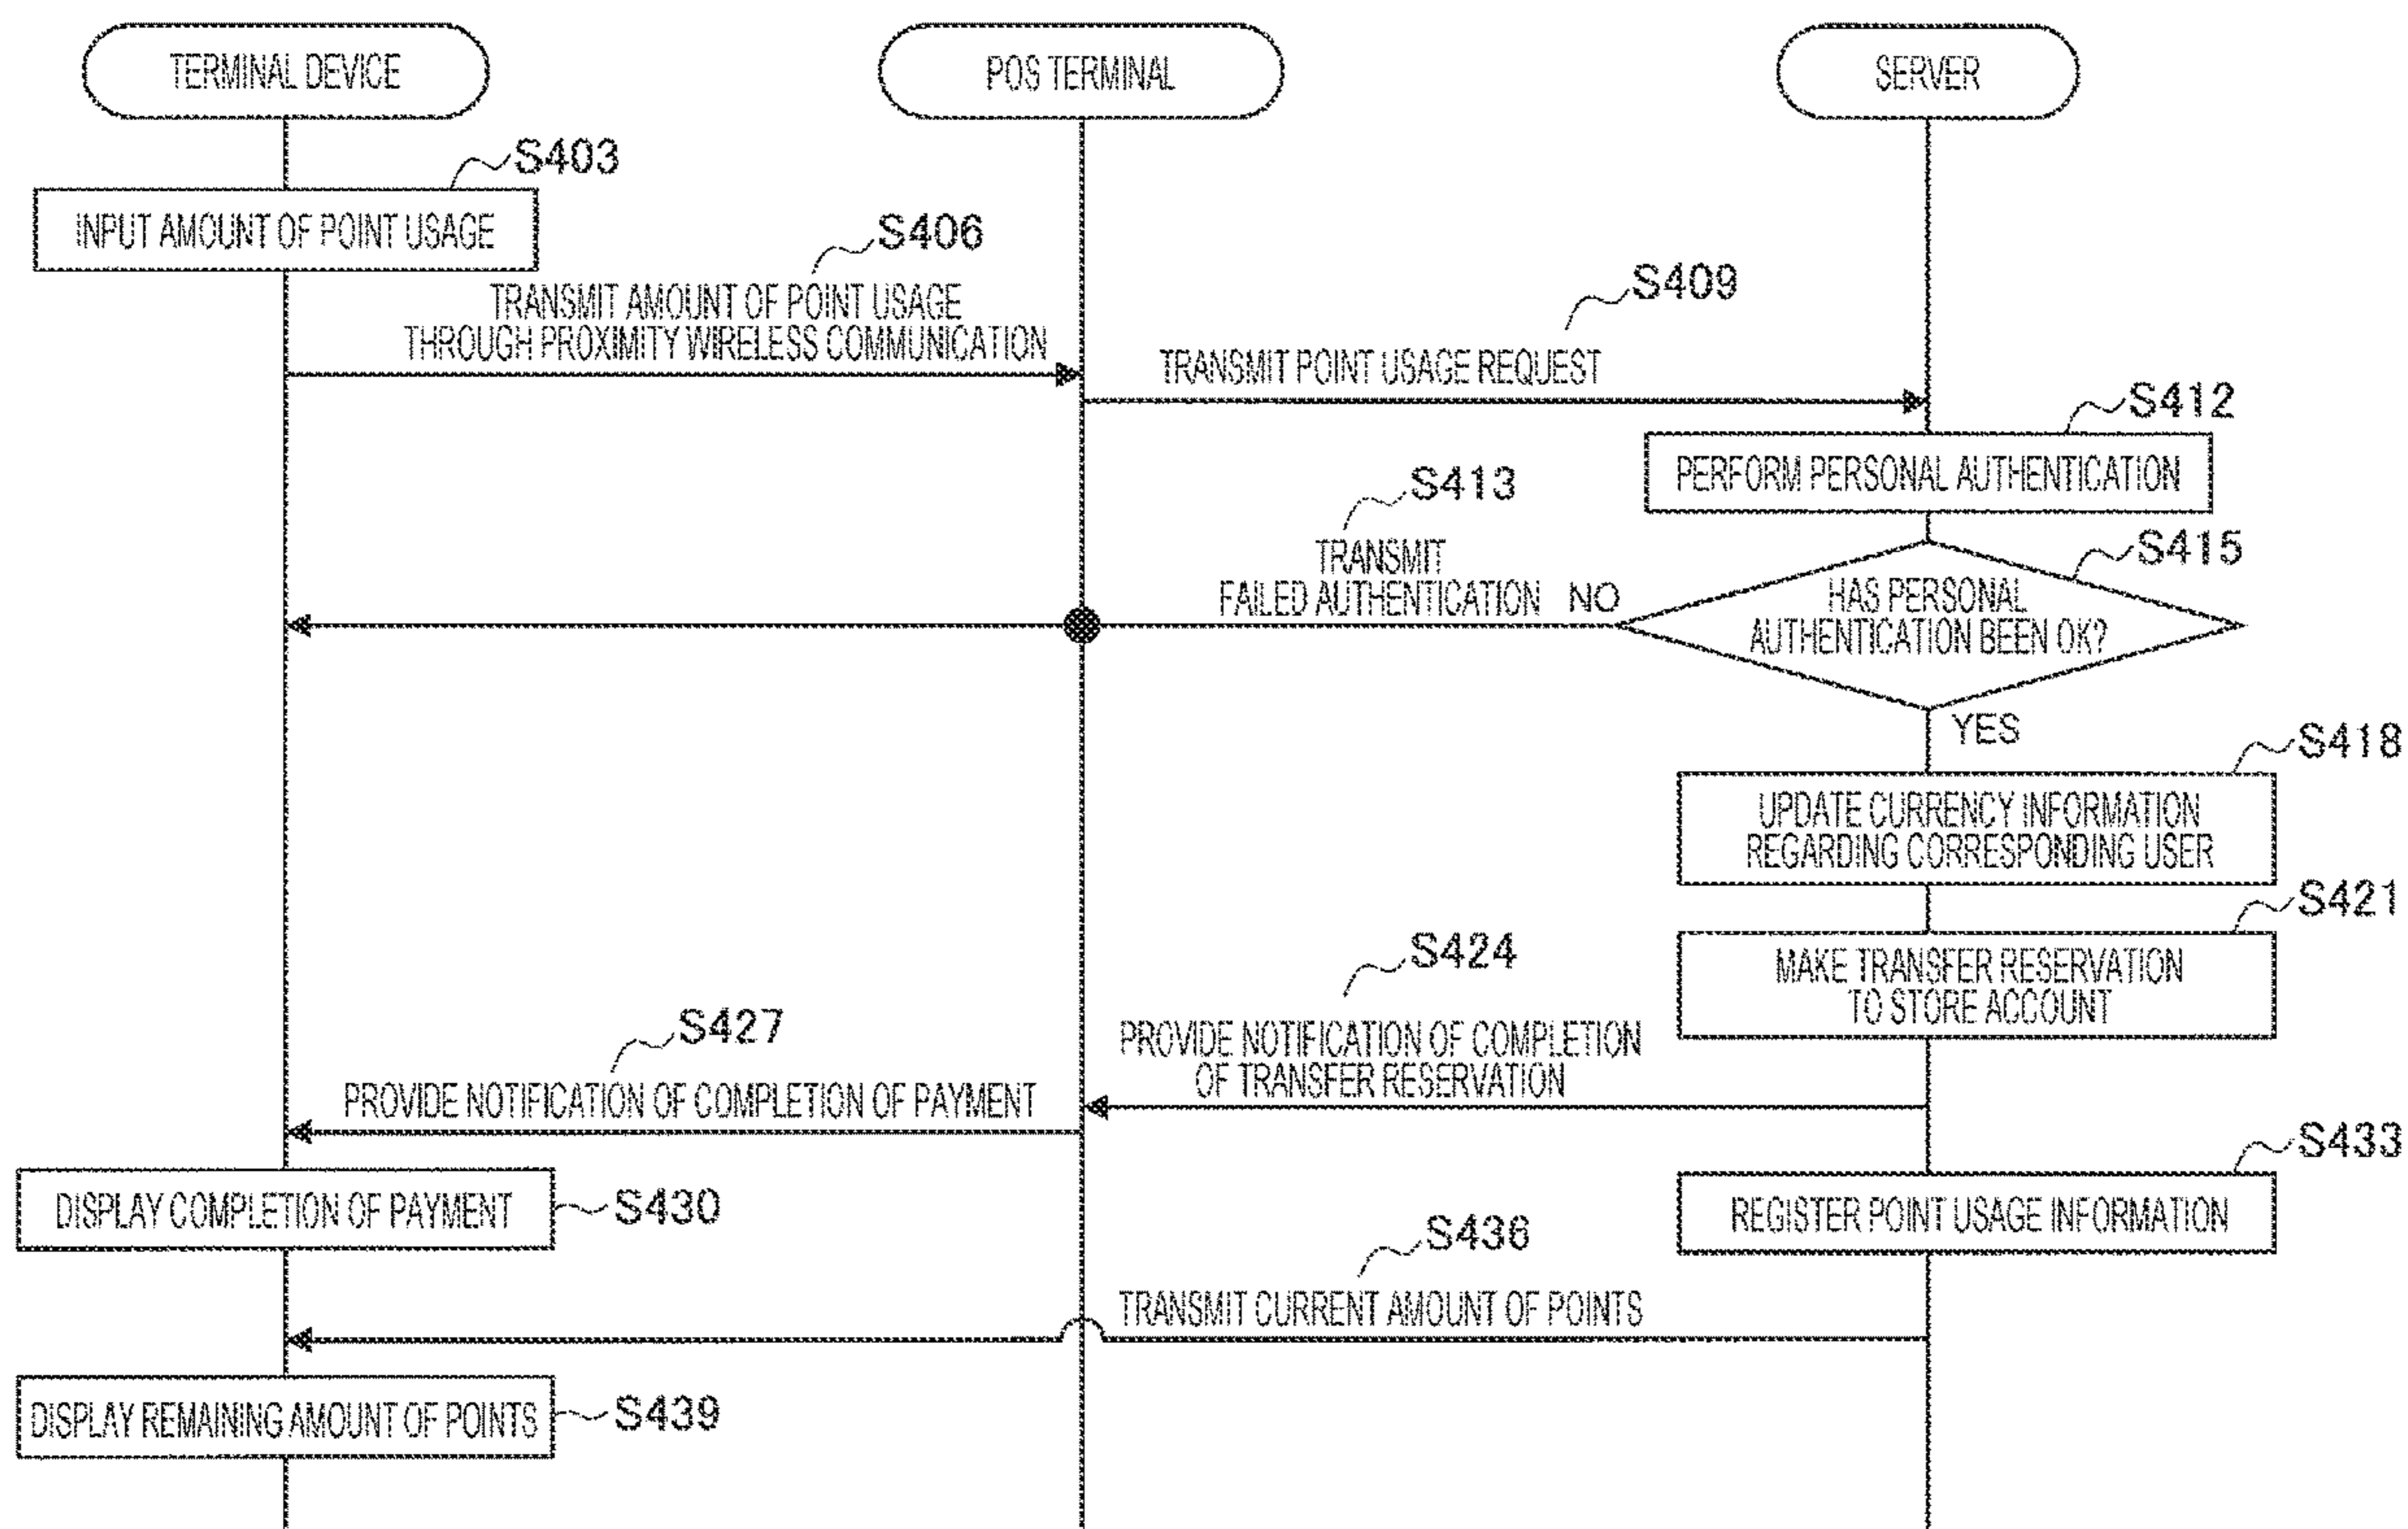 TERMINAL DEVICE
POS TERMINAL
SERVER
S403
INPUT AMOUNT OF POINT USAGE
S406
TRANSMIT AMOUNT OF POINT USAGE
THROUGH PROXIMITY WIRELESS COMMUNICATION
S409
TRANSMIT POINT USAGE REQUEST
S412
PERFORM PERSONAL AUTHENTICATION
S413
TRANSMIT
FAILED AUTHENTICATION
NO
S415
HAS PERSONAL
AUTHENTICATION BEEN OK?
YES
S418
UPDATE CURRENCY INFORMATION
REGARDING CORRESPONDING USER
S421
MAKE TRANSFER RESERVATION
TO STORE ACCOUNT
S424
PROVIDE NOTIFICATION OF COMPLETION
OF TRANSFER RESERVATION
S427
PROVIDE NOTIFICATION OF COMPLETION OF PAYMENT
DISPLAY COMPLETION OF PAYMENT
S430
S433
REGISTER POINT USAGE INFORMATION
S436
TRANSMIT CURRENT AMOUNT OF POINTS
DISPLAY REMAINING AMOUNT OF POINTS
S439